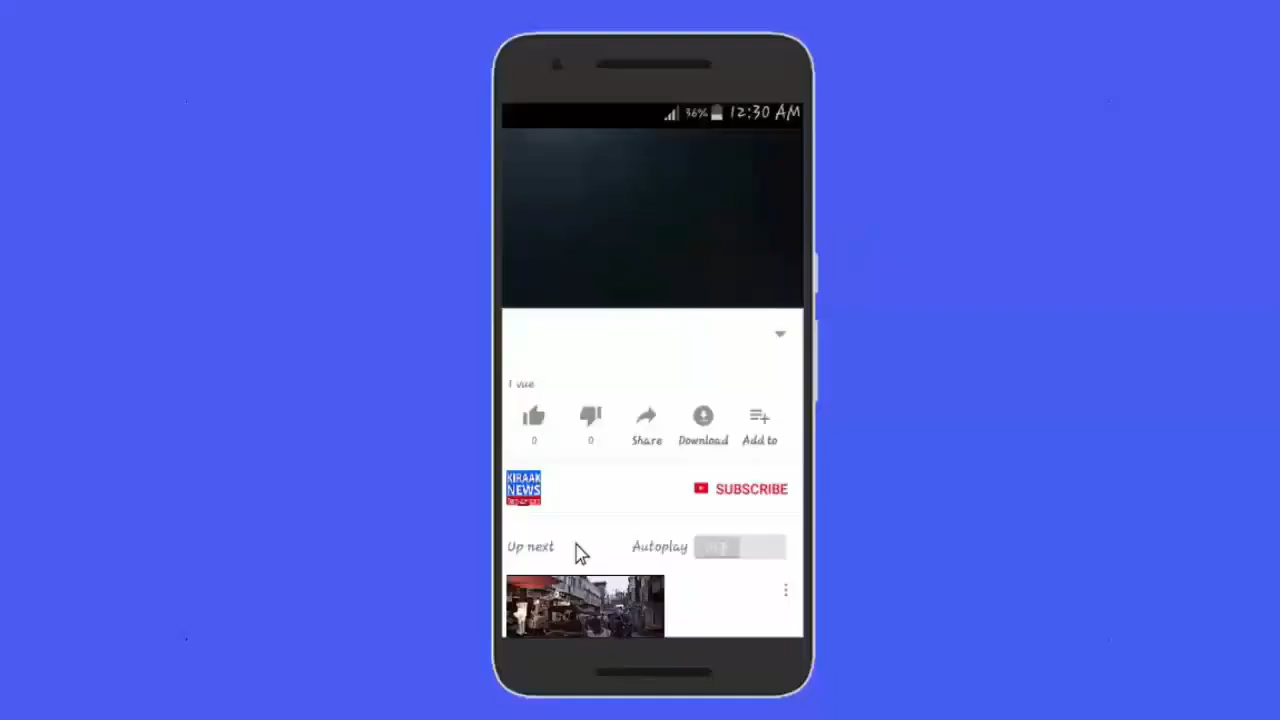 36% 12:30 AM
1 vue
0 0 Share Download Add to
KIRAAK
NEWS
SUBSCRIBE
Up next Autoplay